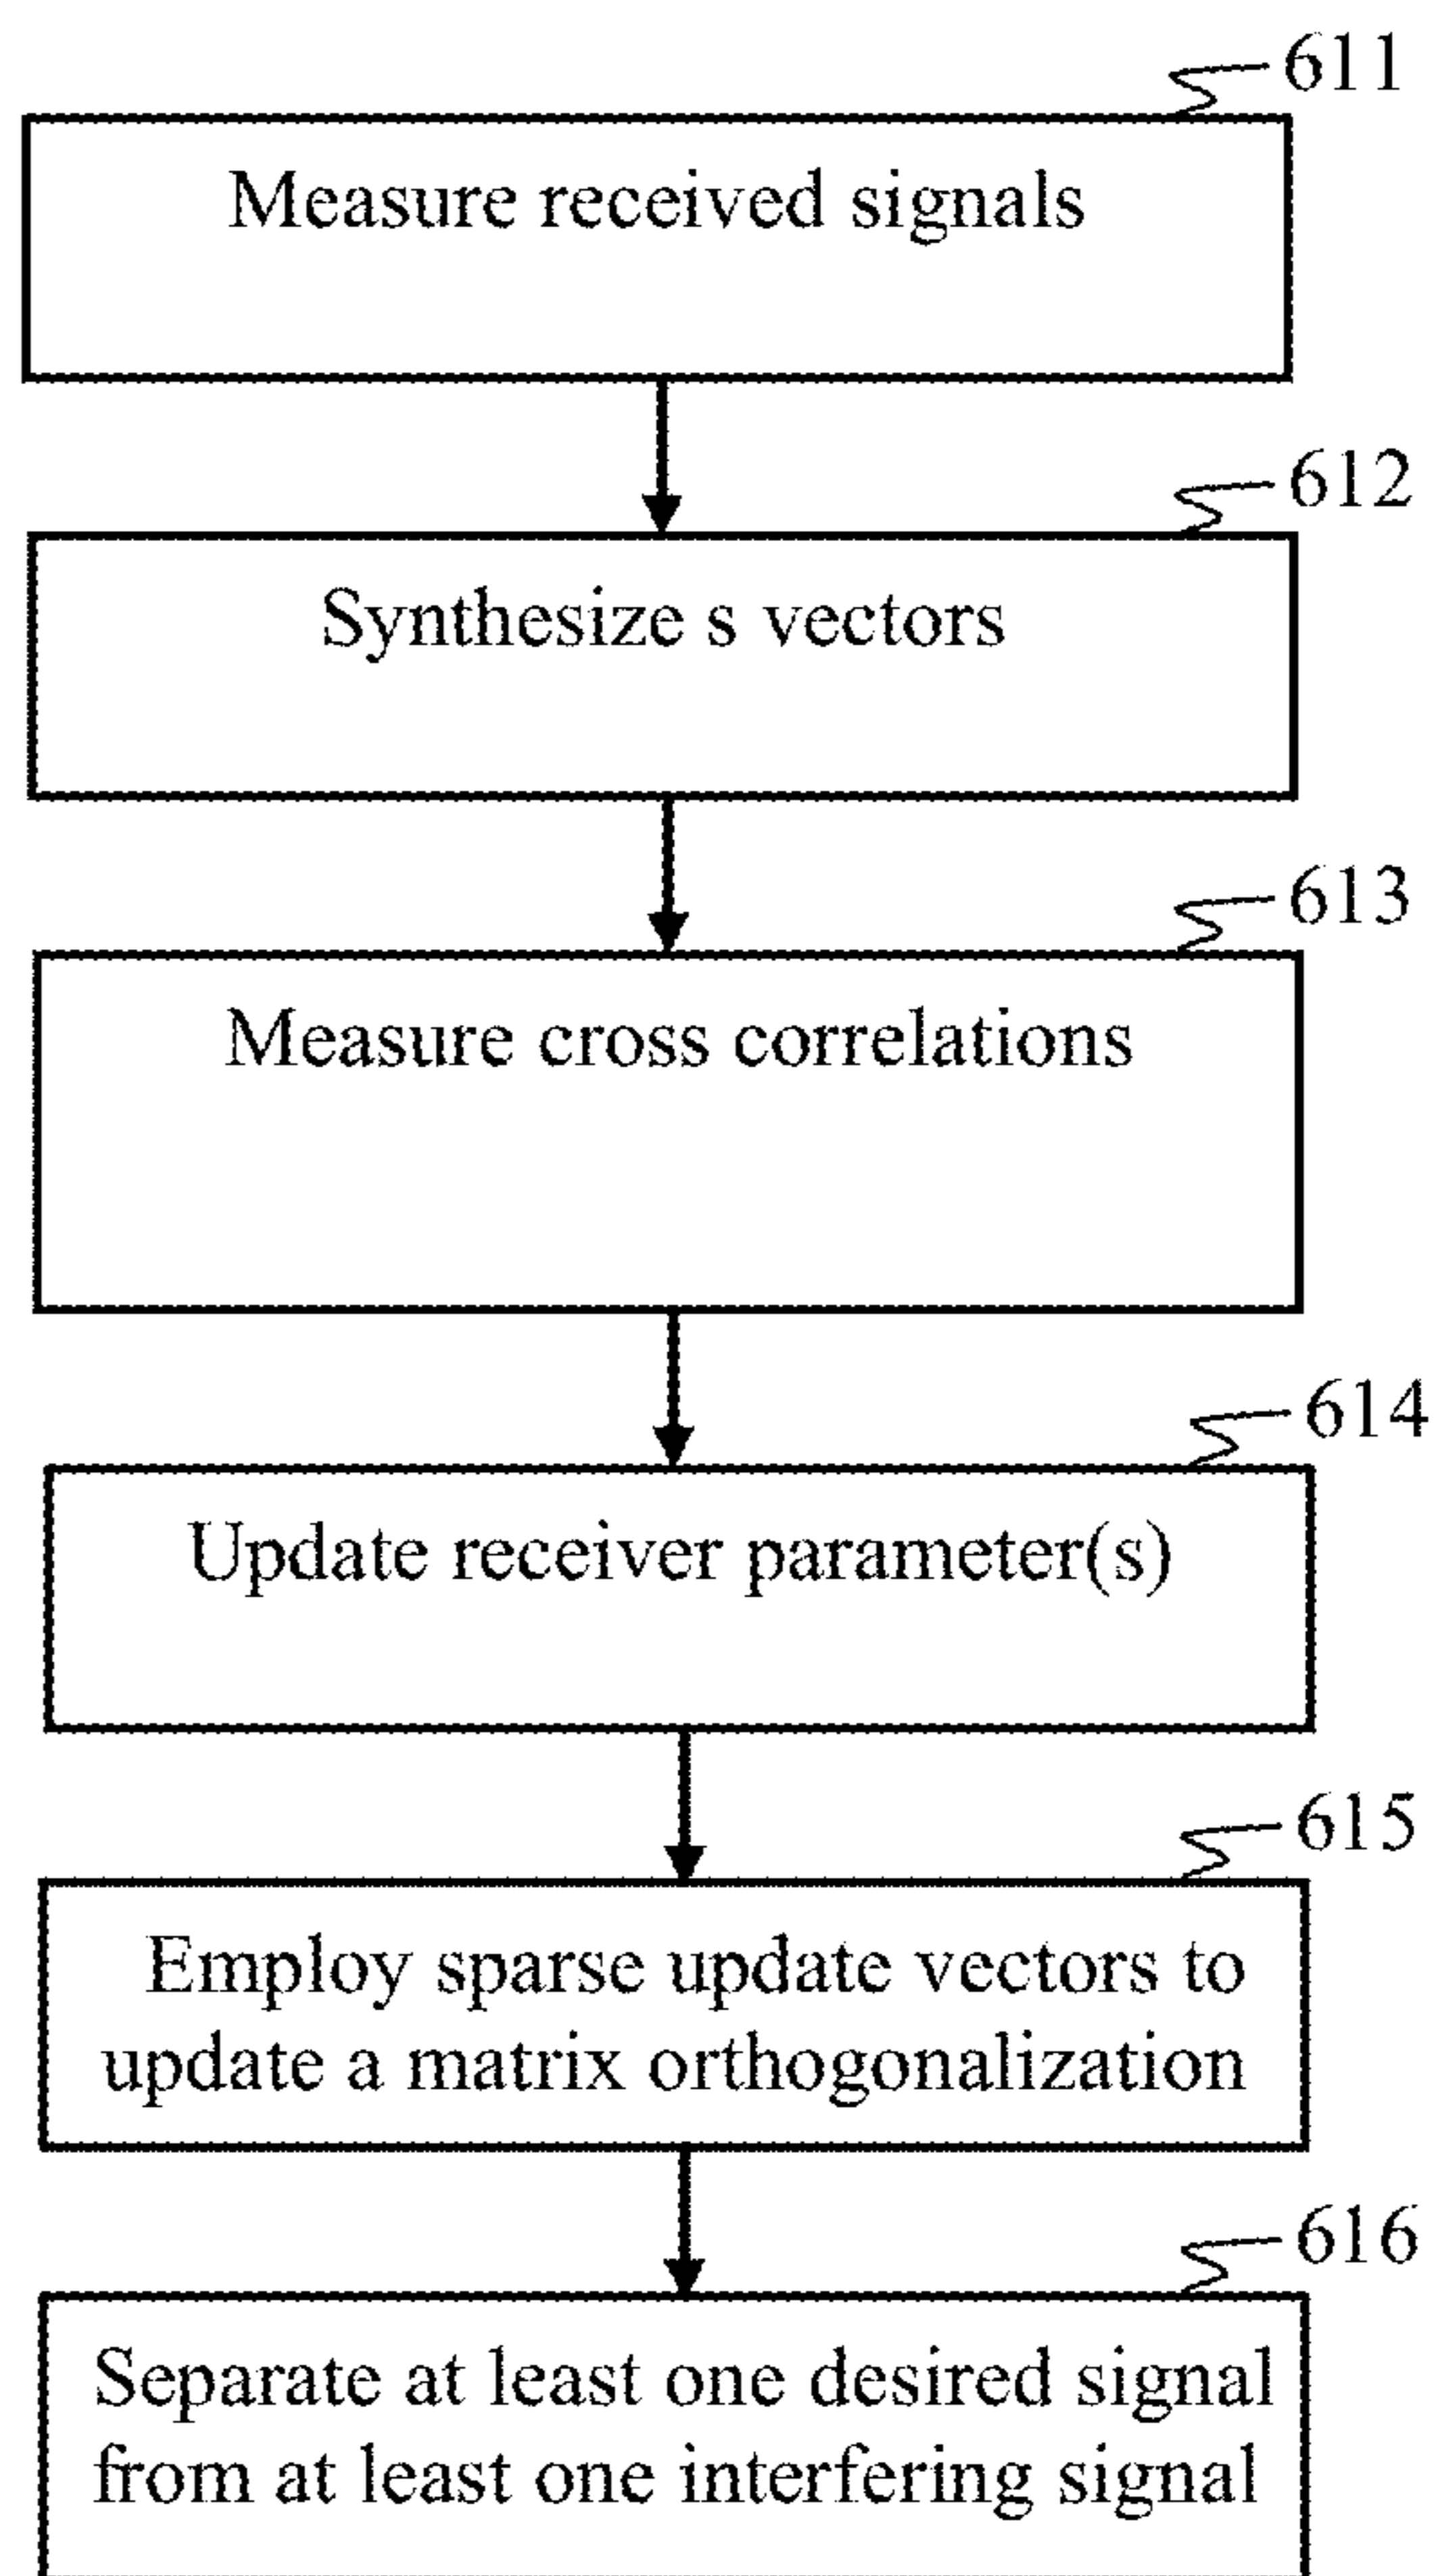 611
Measure received signals
612
Synthesize s vectors
613
Measure cross correlations
614
Update receiver parameter(s)
615
Employ sparse update vectors to
update a matrix orthogonalization
616
Separate at least one desired signal
from at least one interfering signal